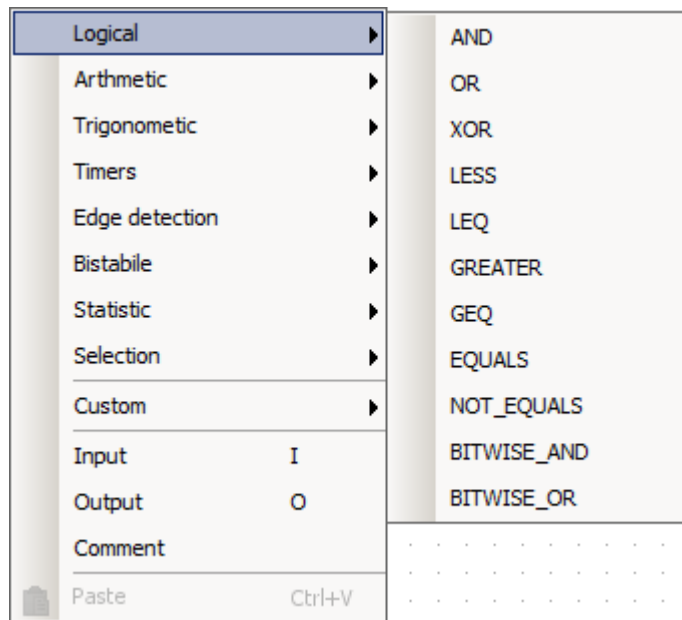 Logical
Arthmetic
Trigonometic
Timers
Edge detection
Bistabile
Statistic
Selection
Custom
Input I
Output O
Comment
Paste Ctrl+V
AND
OR
XOR
LESS
LEQ
GREATER
GEQ
EQUALS
NOT_EQUALS
BITWISE_AND
BITWISE_OR